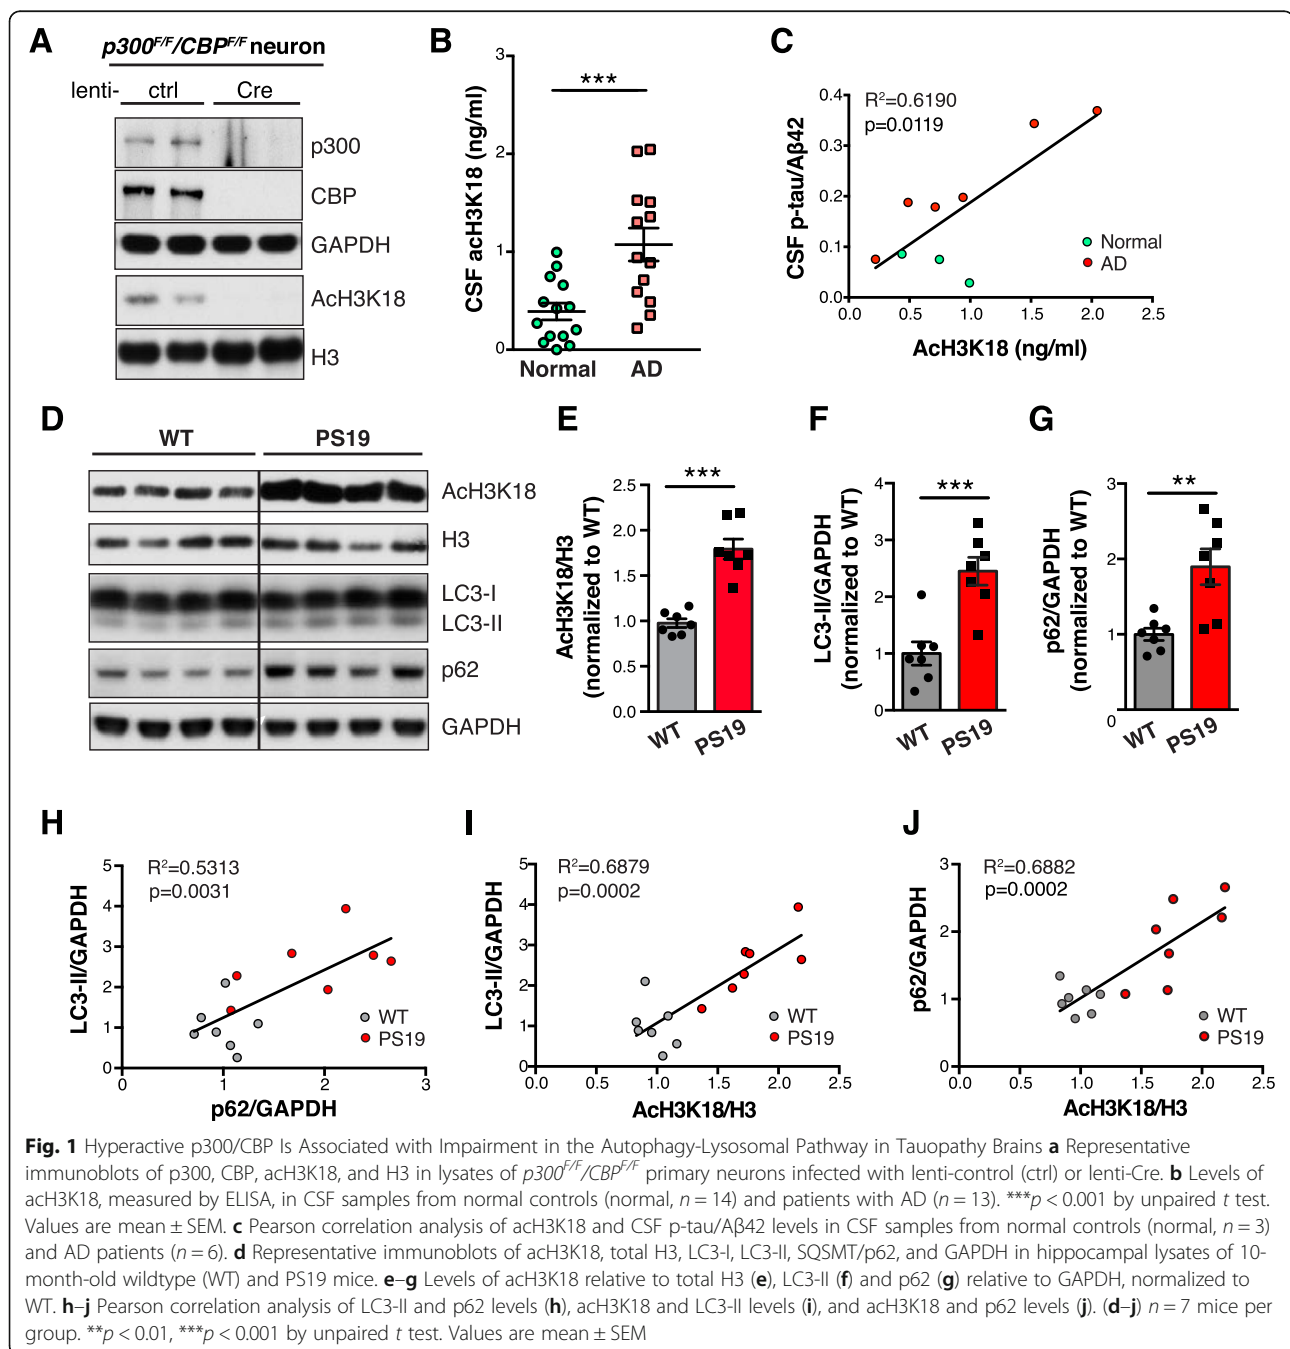 A
p300F/F/CBPF/F neuron
lenti- ctrl Cre
p300
CBP
GAPDH
AcH3K18
H3
B
CSF acH3K18 (ng/ml)
3
2
1
0
***
Normal AD
C
CSF p-tau/Aβ42
R²=0.6190
p=0.0119
0.4
0.3
0.2
0.1
0.0
0.0 0.5 1.0 1.5 2.0 2.5
Normal
AD
AcH3K18 (ng/ml)
D
WT PS19
AcH3K18
H3
LC3-I
LC3-II
p62
GAPDH
E
AcH3K18/H3
(normalized to WT)
2.5
2.0
1.5
1.0
0.5
0.0
***
WT PS19
F
LC3-II/GAPDH
(normalized to WT)
4
3
2
1
0
***
WT PS19
G
p62/GAPDH
(normalized to WT)
3
2
1
0
**
WT PS19
H
LC3-II/GAPDH
R²=0.5313
p=0.0031
5
4
3
2
1
0
0 1 2 3
WT
PS19
p62/GAPDH
I
LC3-II/GAPDH
R²=0.6879
p=0.0002
5
4
3
2
1
0
0.0 0.5 1.0 1.5 2.0 2.5
WT
PS19
AcH3K18/H3
J
p62/GAPDH
R²=0.6882
p=0.0002
3
2
1
0
0.0 0.5 1.0 1.5 2.0 2.5
WT
PS19
AcH3K18/H3
Fig. 1 Hyperactive p300/CBP Is Associated with Impairment in the Autophagy-Lysosomal Pathway in Tauopathy Brains a Representative
immunoblots of p300, CBP, acH3K18, and H3 in lysates of p300F/F/CBPF/F primary neurons infected with lenti-control (ctrl) or lenti-Cre. b Levels of
acH3K18, measured by ELISA, in CSF samples from normal controls (normal, n = 14) and patients with AD (n = 13). ***p < 0.001 by unpaired t test.
Values are mean ± SEM. c Pearson correlation analysis of acH3K18 and CSF p-tau/Aβ42 levels in CSF samples from normal controls (normal, n = 3)
and AD patients (n = 6). d Representative immunoblots of acH3K18, total H3, LC3-I, LC3-II, SQSMT/p62, and GAPDH in hippocampal lysates of 10-
month-old wildtype (WT) and PS19 mice. e–g Levels of acH3K18 relative to total H3 (e), LC3-II (f) and p62 (g) relative to GAPDH, normalized to
WT. h–j Pearson correlation analysis of LC3-II and p62 levels (h), acH3K18 and LC3-II levels (i), and acH3K18 and p62 levels (j). (d–j) n = 7 mice per
group. **p < 0.01, ***p < 0.001 by unpaired t test. Values are mean ± SEM